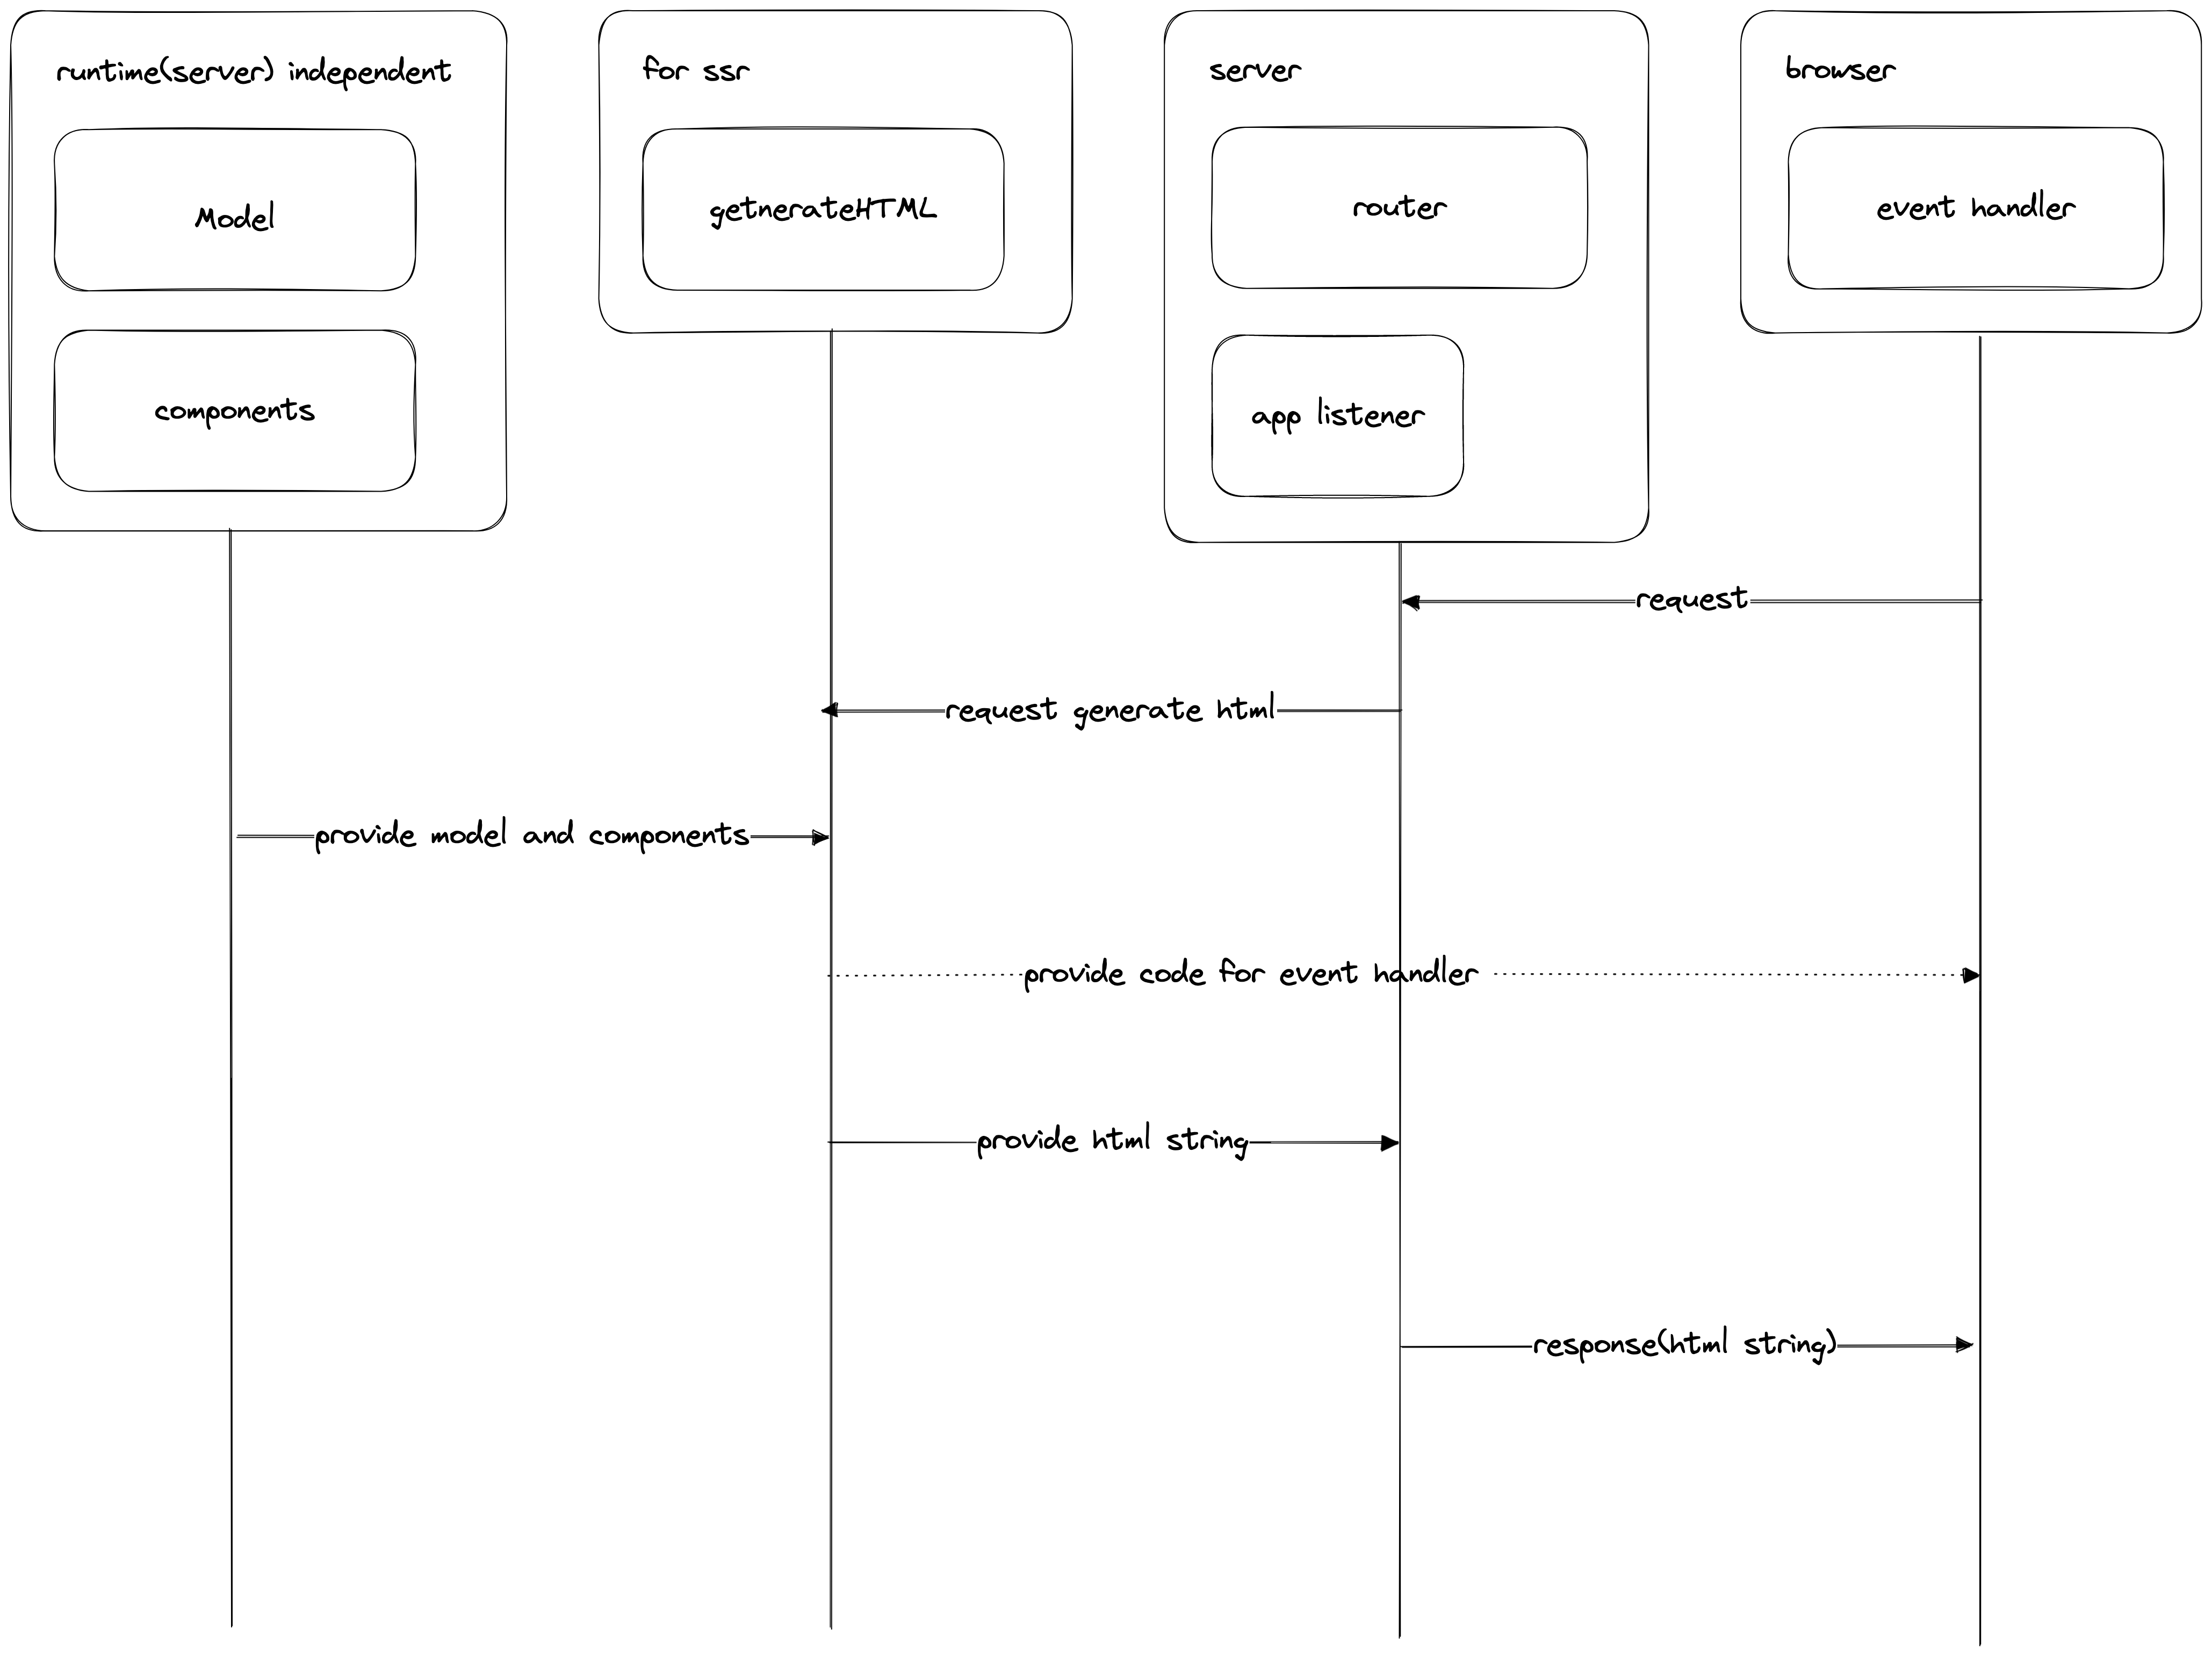 runtime(server) independent
for ssr
server
browser
Model
getnerateHTML
router
event handler
components
app listener
request
request generate html
provide model and components
provide code for event handler
provide html string
response(html string)